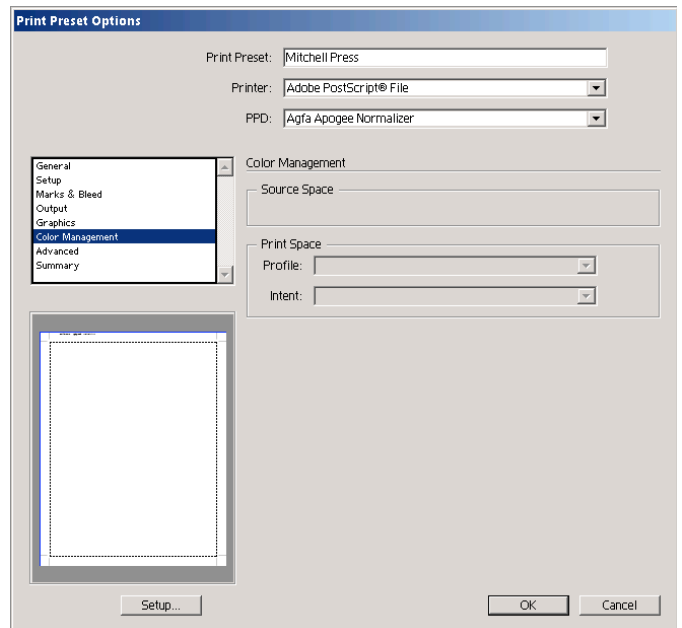 Print Preset Options
Print Preset: Mitchell Press
Printer: Adobe PostScript® File
PPD: Agfa Apogee Normalizer
General
Setup
Marks & Bleed
Output
Graphics
Color Management
Advanced
Summary
Color Management
Source Space
Print Space
Profile:
Intent:
Setup...
OK
Cancel